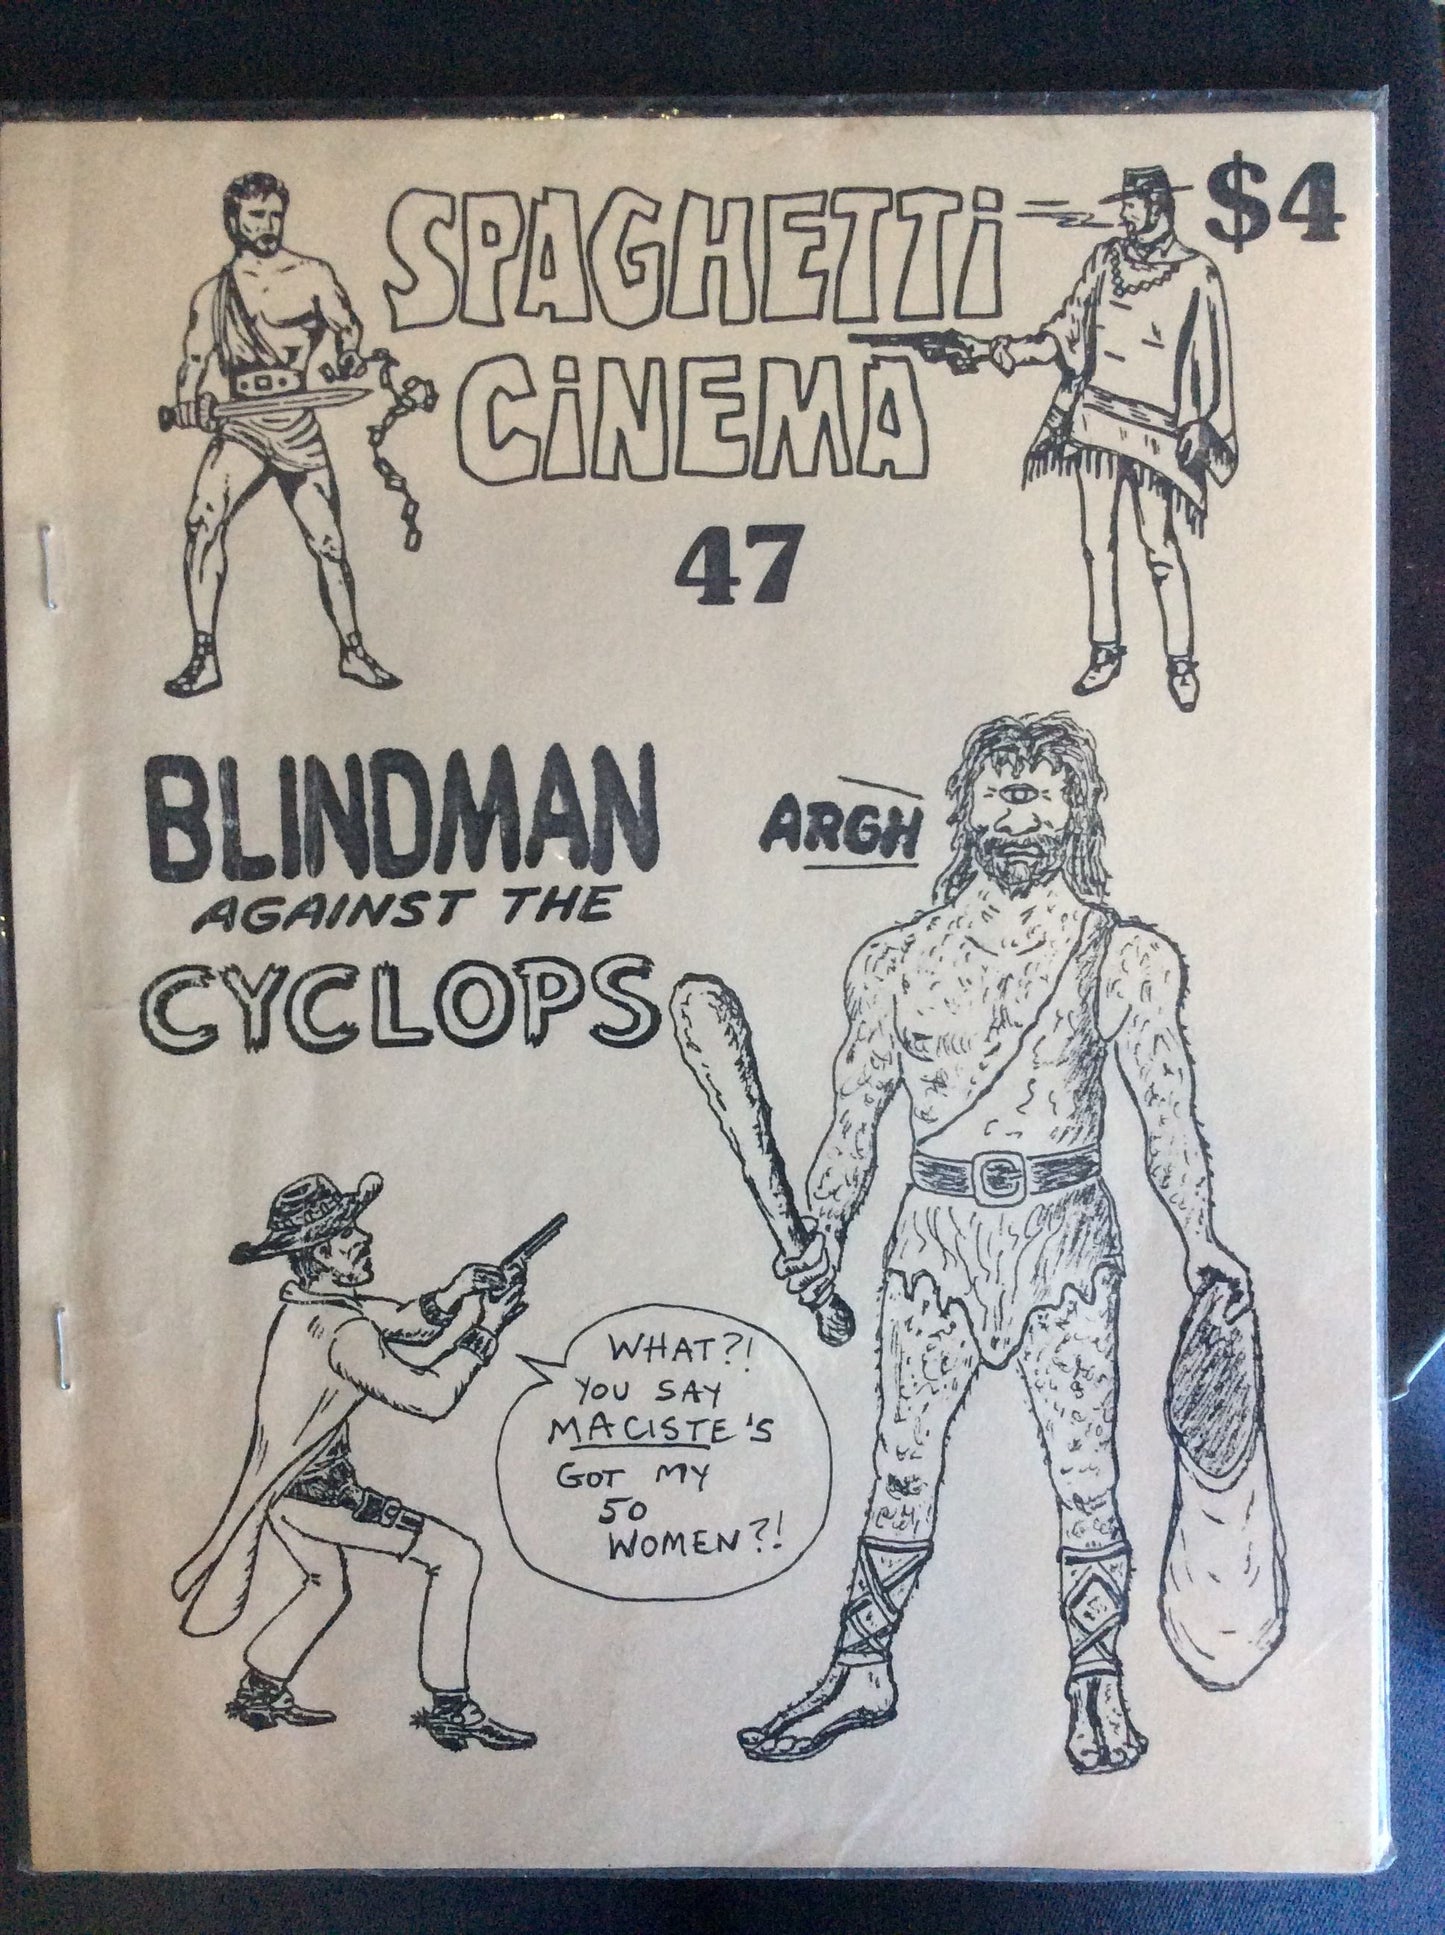 SPAGHETTi
$4
CiNEMA
47
BLINDMAN
AGAINST THE
CYCLOPS
ARGH
WHAT?!
YOU SAY
MACISTE'S
GOT MY
50
WOMEN?!